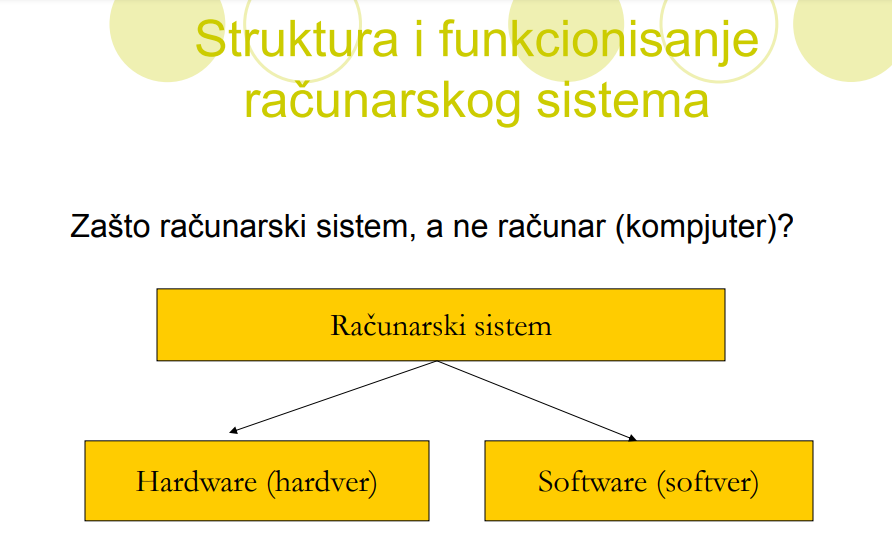 Struktura i funkcionisanje
računarskog sistema
Zašto računarski sistem, a ne računar (kompjuter)?
Računarski sistem
Hardware (hardver)
Software (softver)